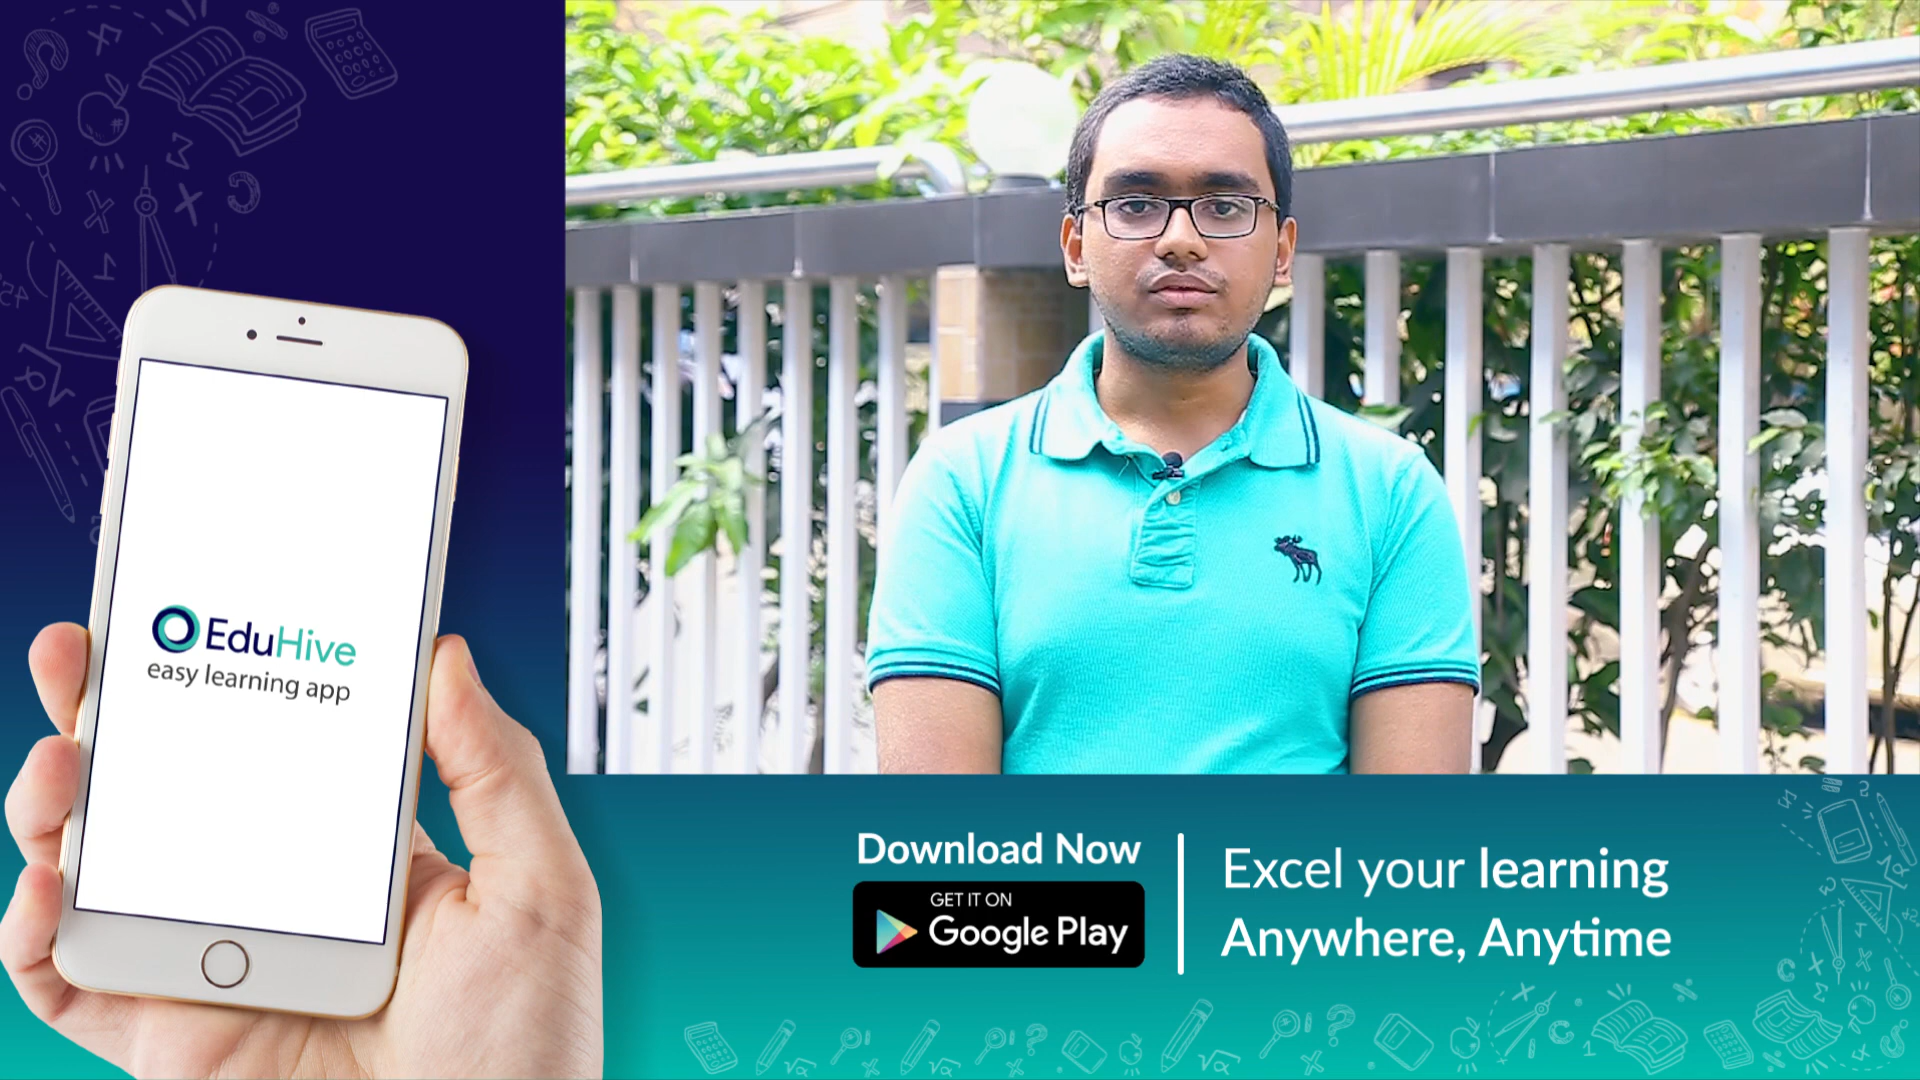 EduHive
easy learning app
Download Now
GET IT ON
Google Play
Excel your learning
Anywhere, Anytime